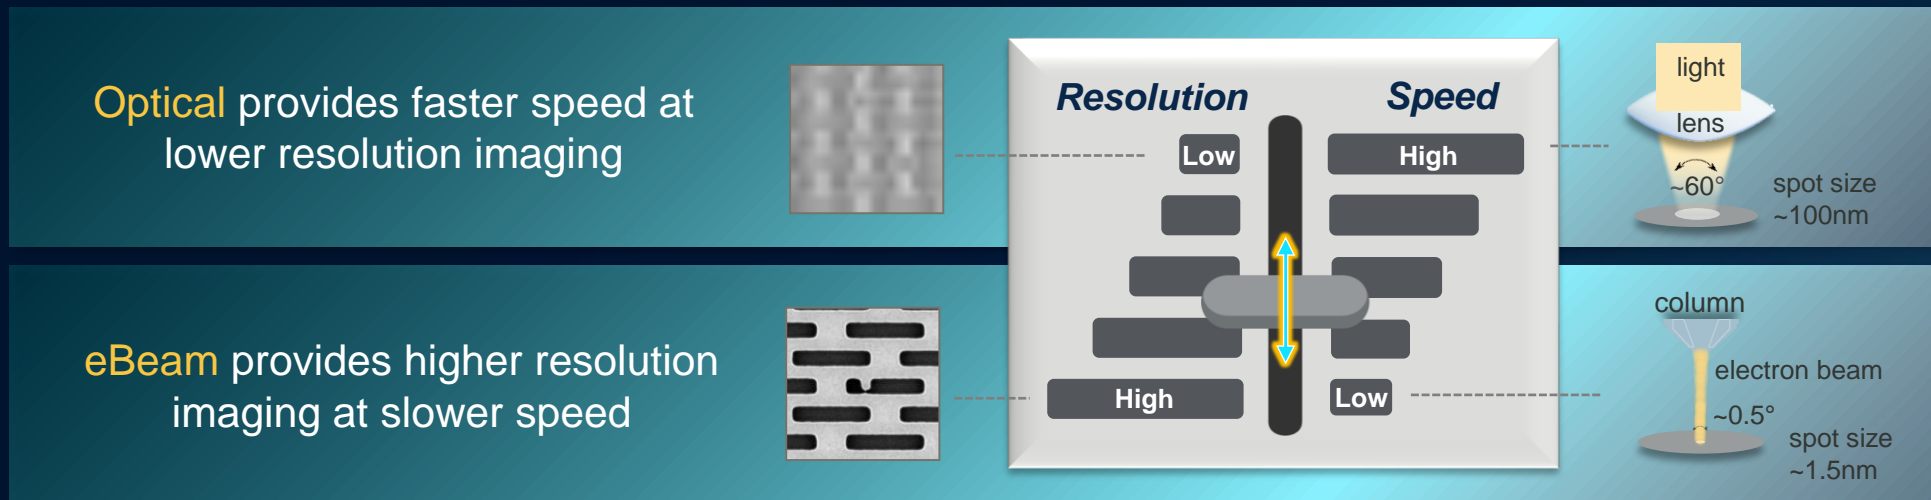 Optical provides faster speed at
lower resolution imaging
Resolution
Speed
Low
High
High
Low
light
lens
~60°
spot size
~100nm
eBeam provides higher resolution
imaging at slower speed
column
electron beam
~0.5°
spot size
~1.5nm